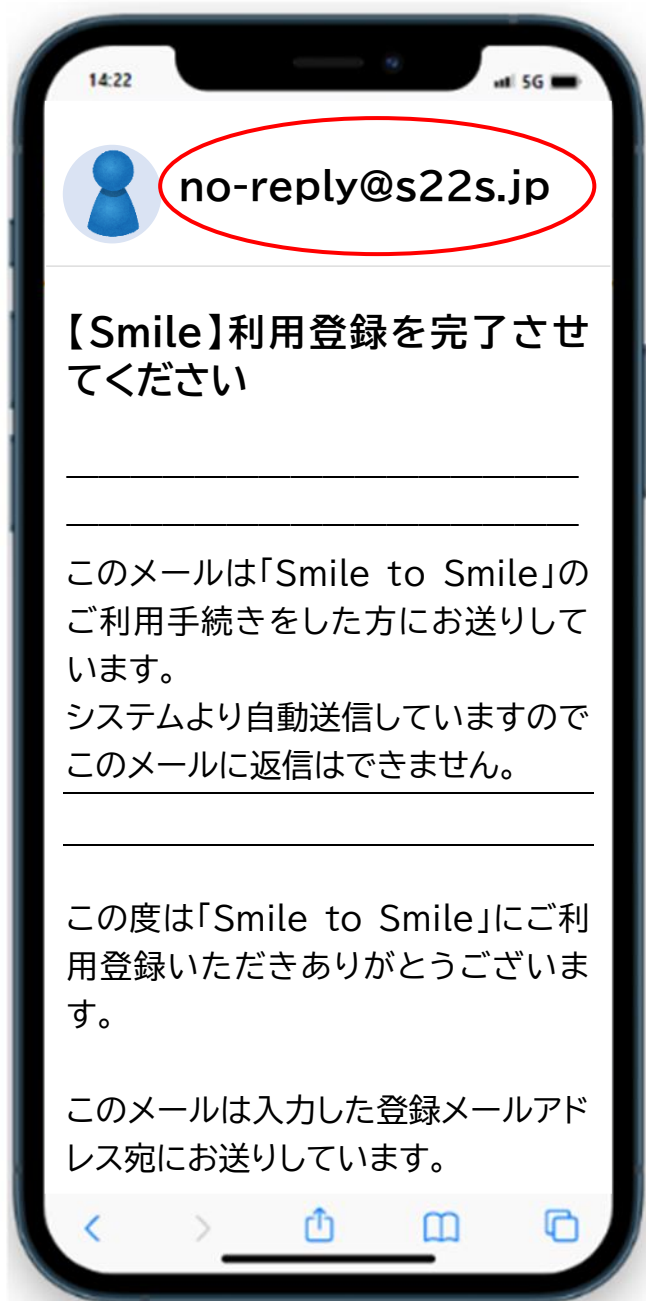 14:22
5G
no-reply@s22s.jp
【Smile】利用登録を完了させ
てください
このメールは「Smile to Smile」の
ご利用手続きをした方にお送りして
います。
システムより自動送信していますので
このメールに返信はできません。
この度は「Smile to Smile」にご利
用登録いただきありがとうございま
す。
このメールは入力した登録メールアド
レス宛にお送りしています。